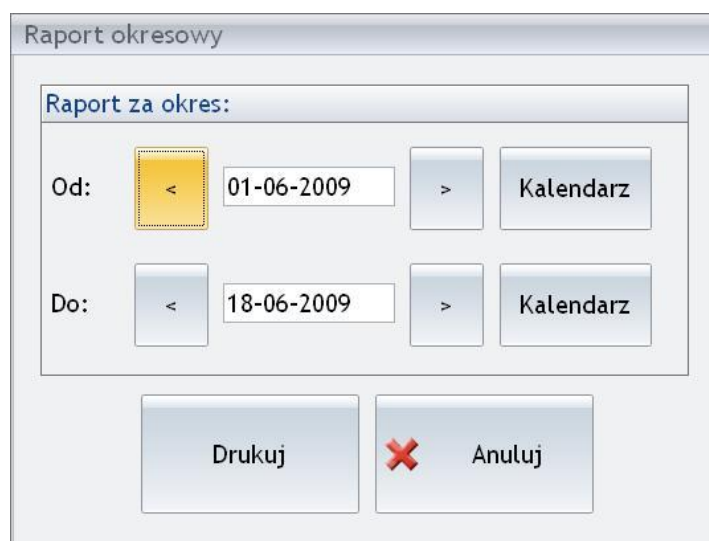 Raport okresowy
Raport za okres:
Od: < 01-06-2009 > Kalendarz
Do: < 18-06-2009 > Kalendarz
Drukuj Anuluj